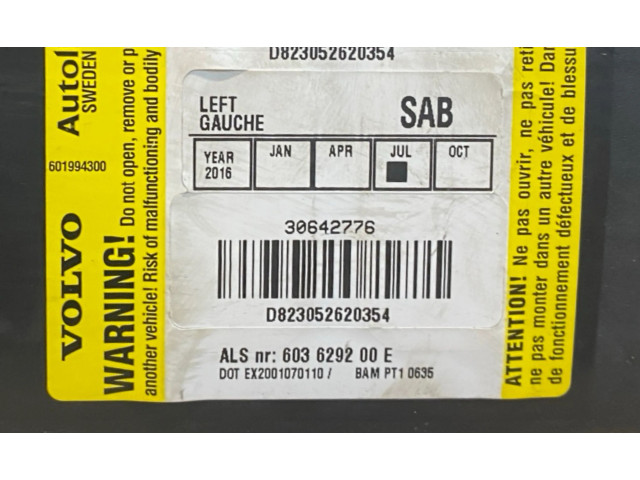 D823052620354
LEFT
GAUCHE
SAB
YEAR
2016
JAN
APR
JUL
OCT
30642776
D823052620354
ALS nr: 603 6292 00 E
DOT EX2001070110 / BAM PT1 0635
VOLVO
601994300
Autol
SWEDEN
WARNING! Do not open, remove or p
another vehicle! Risk of malfunctioning and bodily
ATTENTION! Ne pas ouvrir, ne pas reti
ne pas monter dans un autre véhicule! Dan
de fonctionnement défectueux et de blessu